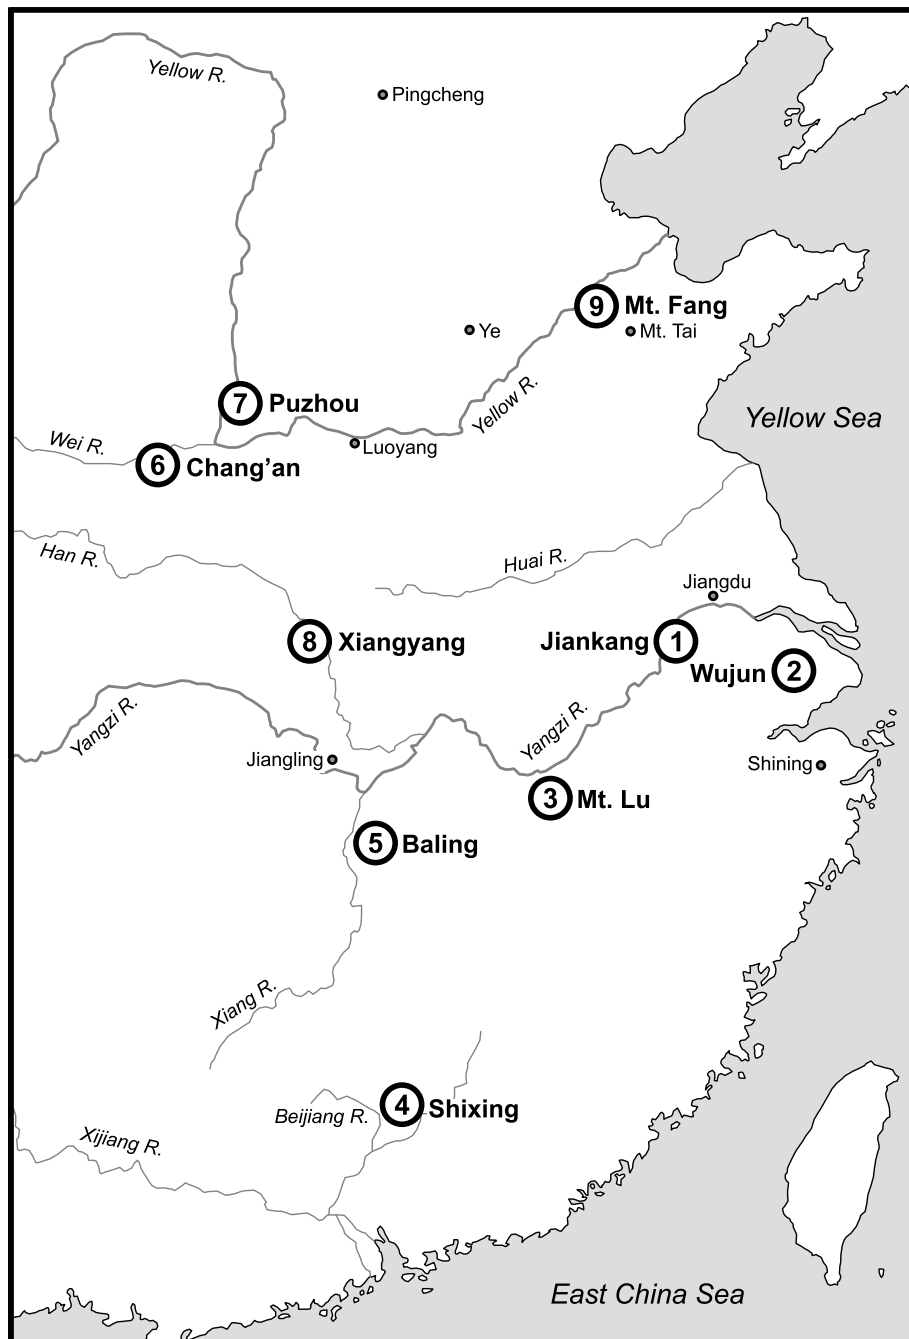 Yellow R.
Pingcheng
9 Mt. Fang
Ye
Mt. Tai
7 Puzhou
Yellow R.
Yellow Sea
Wei R.
Luoyang
6 Chang’an
Han R.
Huai R.
Jiangdu
8 Xiangyang
Jiankang 1
Wujun 2
Yangzi R.
Yangzi R.
Jiangling
Shining
3 Mt. Lu
5 Baling
Xiang R.
4 Shixing
Beijiang R.
Xijiang R.
East China Sea